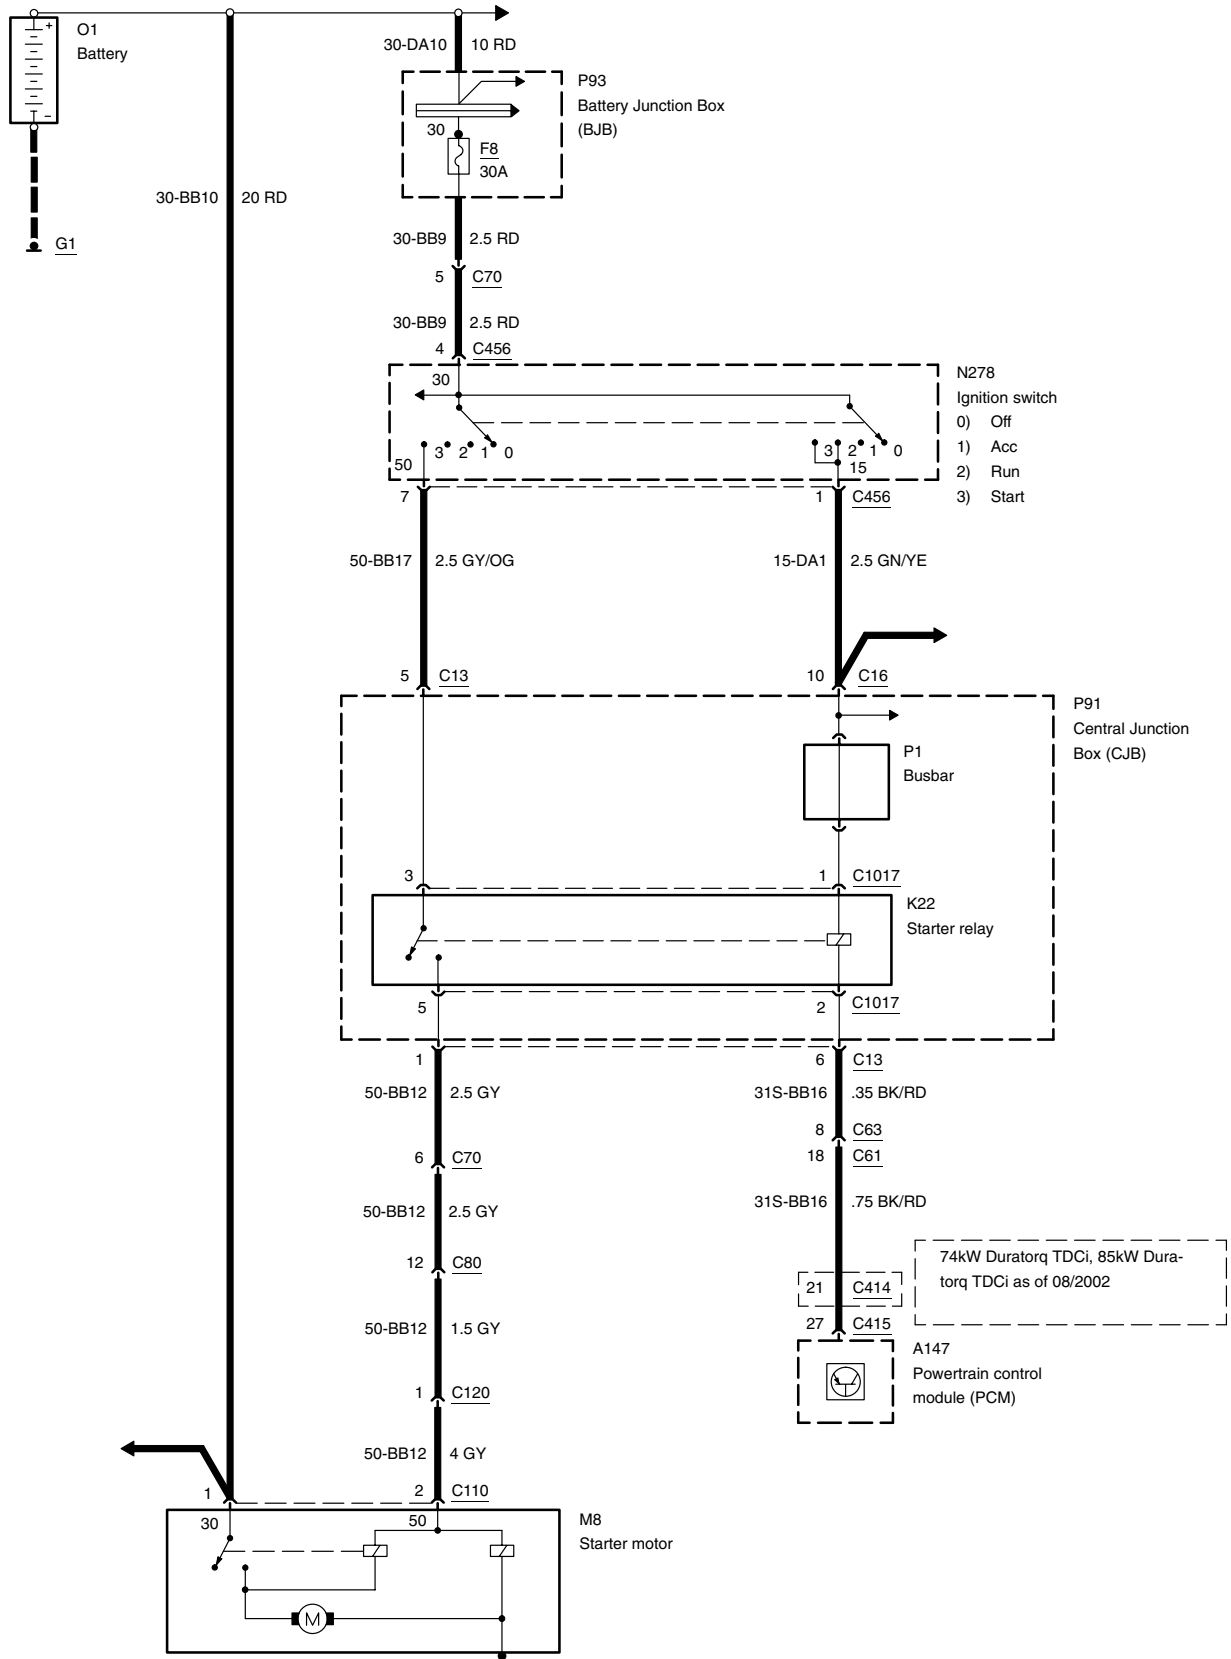 +
O1
Battery
–
G1
30-DA10 10 RD
P93
Battery Junction Box
(BJB)
30
F8
30A
30-BB10 20 RD
30-BB9 2.5 RD
5 C70
30-BB9 2.5 RD
4 C456
30
N278
Ignition switch
0) Off
1) Acc
2) Run
3) Start
3 2 1 0
3 2 1 0
50 15
7 1 C456
50-BB17 2.5 GY/OG 15-DA1 2.5 GN/YE
5 C13 10 C16
P91
Central Junction
Box (CJB)
P1
Busbar
3 1 C1017
K22
Starter relay
5 2 C1017
1 6 C13
50-BB12 2.5 GY 31S-BB16 .35 BK/RD
8 C63
6 C70 18 C61
50-BB12 2.5 GY 31S-BB16 .75 BK/RD
12 C80
74kW Duratorq TDCi, 85kW Dura-
torq TDCi as of 08/2002
21 C414
50-BB12 1.5 GY 27 C415
A147
Powertrain control
module (PCM)
1 C120
50-BB12 4 GY
1 2 C110
30 50
M8
Starter motor
M